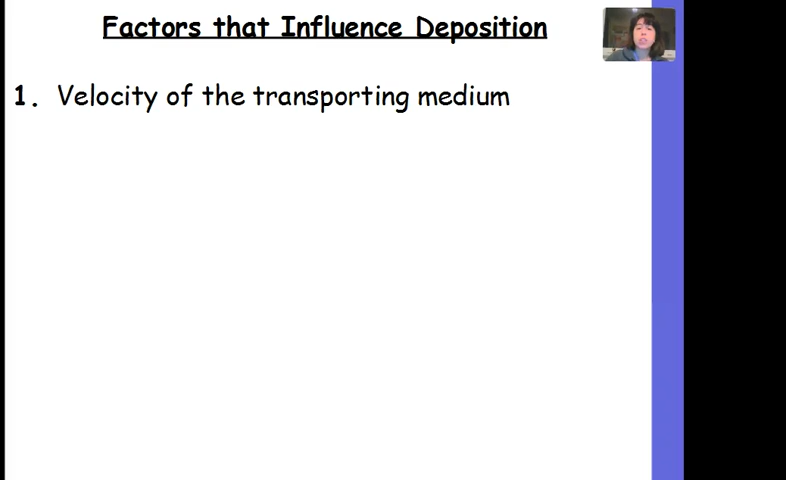 Factors that Influence Deposition
1. Velocity of the transporting medium